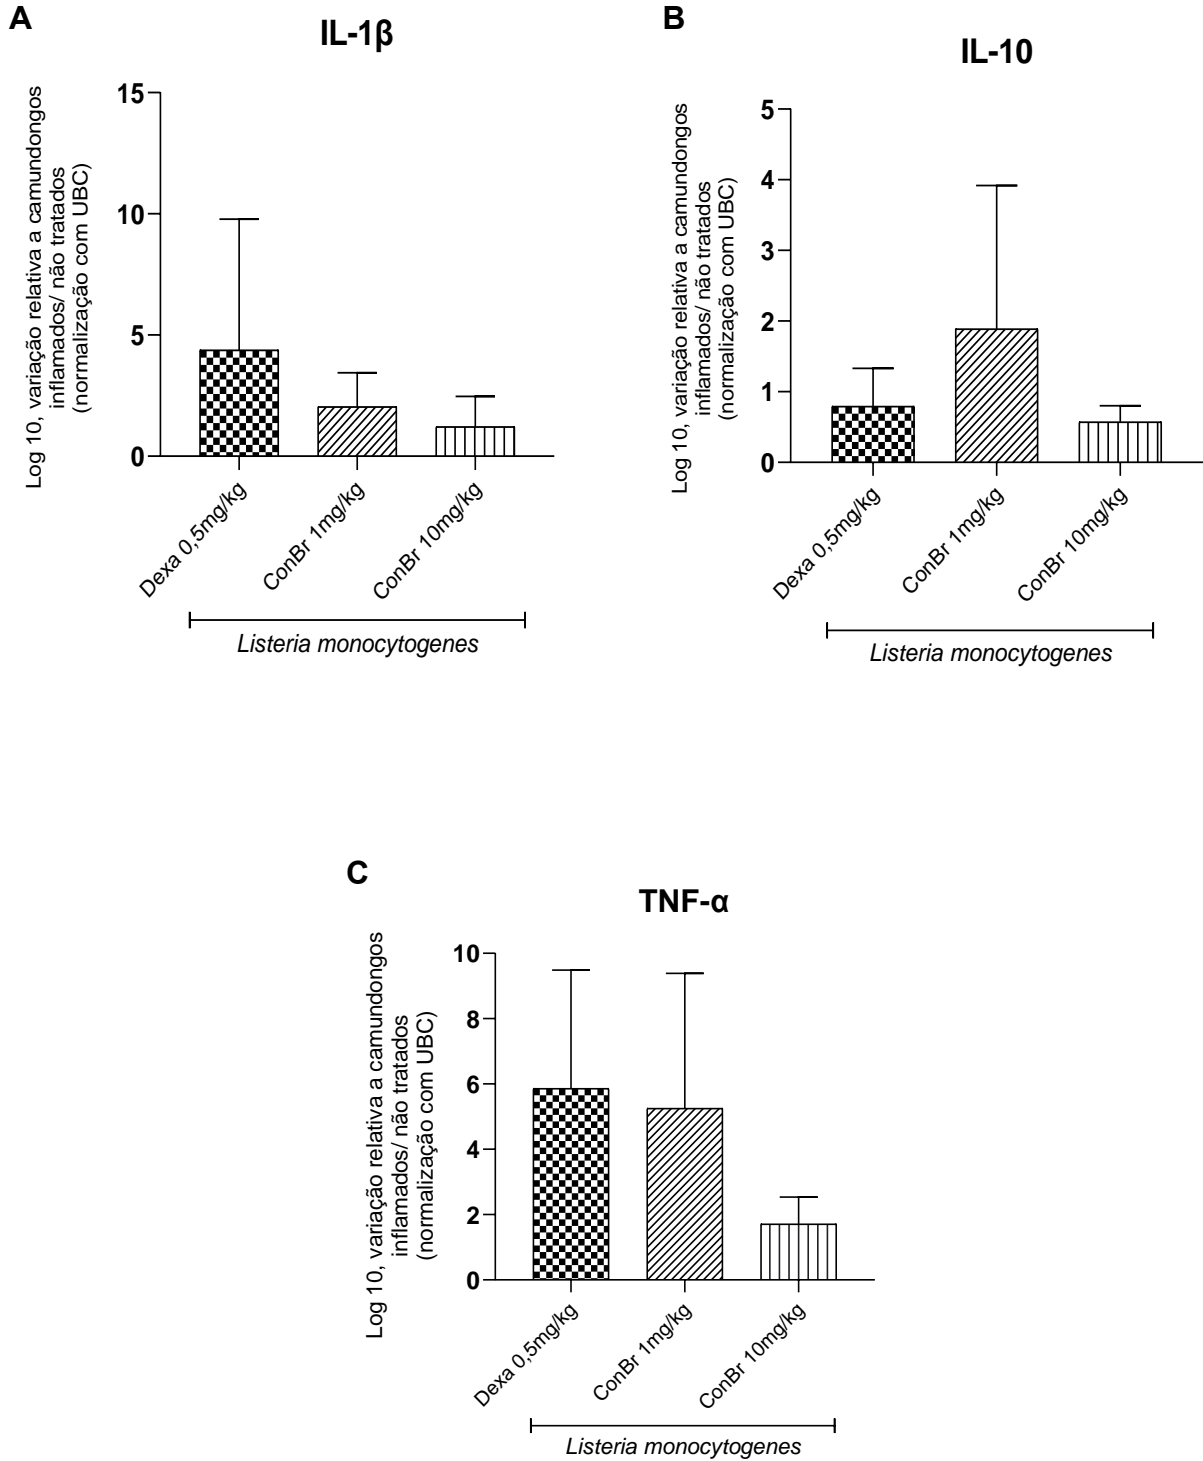 A
IL-1β
Log 10, variação relativa a camundongos
inflamados/ não tratados
(normalização com UBC)
15
10
5
0
Dexa 0,5mg/kg
ConBr 1mg/kg
ConBr 10mg/kg
Listeria monocytogenes
B
IL-10
Log 10, variação relativa a camundongos
inflamados/ não tratados
(normalização com UBC)
5
4
3
2
1
0
Dexa 0,5mg/kg
ConBr 1mg/kg
ConBr 10mg/kg
Listeria monocytogenes
C
TNF-α
Log 10, variação relativa a camundongos
inflamados/ não tratados
(normalização com UBC)
10
8
6
4
2
0
Dexa 0,5mg/kg
ConBr 1mg/kg
ConBr 10mg/kg
Listeria monocytogenes